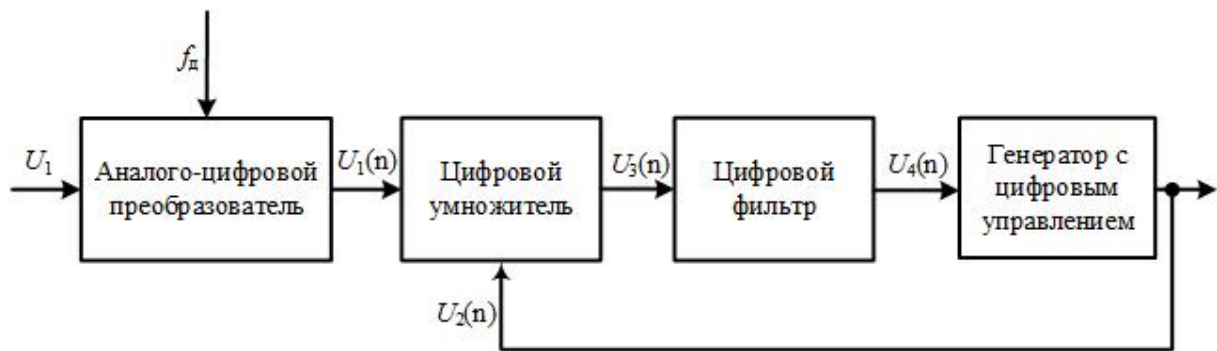 fд
U1
Аналого-цифровой
преобразователь
U1(n)
Цифровой
умножитель
U3(n)
Цифровой
фильтр
U4(n)
Генератор с
цифровым
управлением
U2(n)